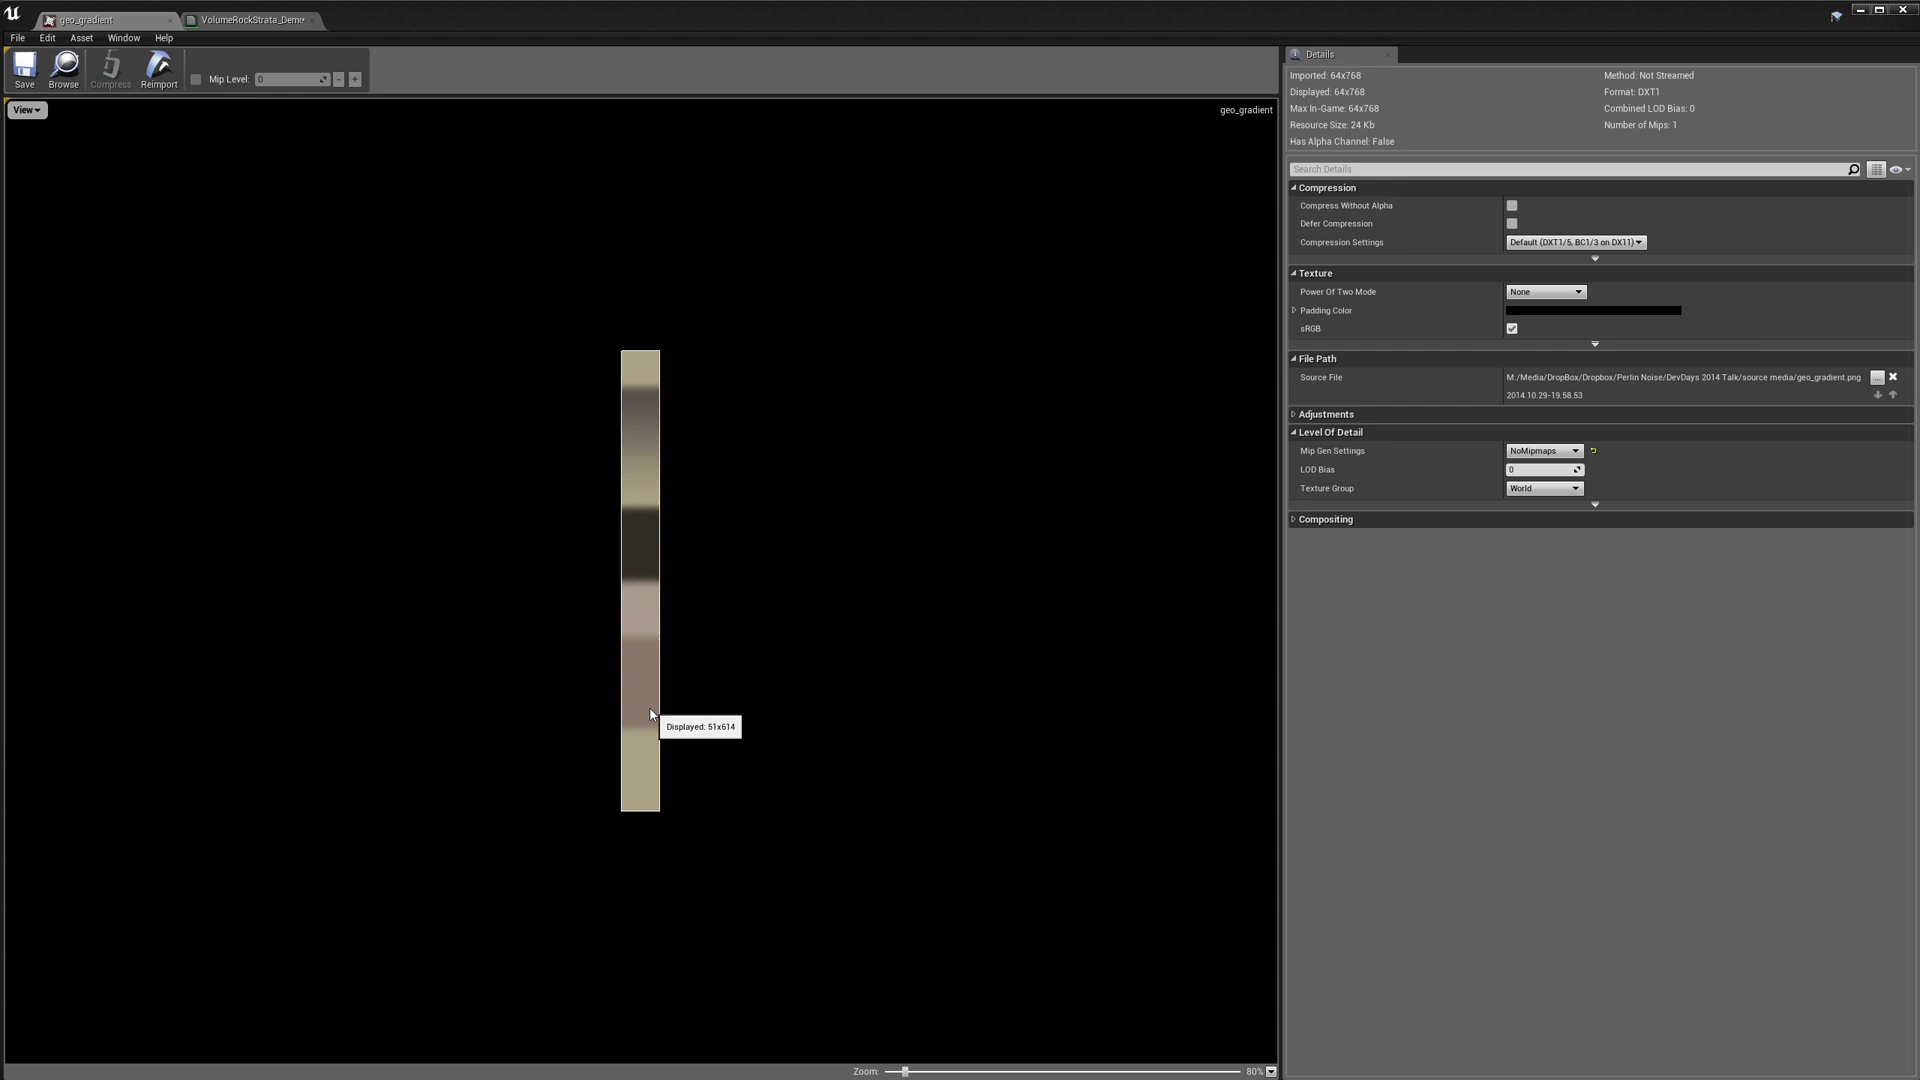 geo_gradient
VolumeRockStrata_Demo*
File Edit Asset Window Help
Save Browse Compress Reimport
Mip Level: 0
View
geo_gradient
Displayed: 51x614
Zoom: 80%
Details
Imported: 64x768 Method: Not Streamed
Displayed: 64x768 Format: DXT1
Max In-Game: 64x768 Combined LOD Bias: 0
Resource Size: 24 Kb Number of Mips: 1
Has Alpha Channel: False
Search Details
Compression
Compress Without Alpha
Defer Compression
Compression Settings Default (DXT1/5, BC1/3 on DX11)
Texture
Power Of Two Mode None
Padding Color
sRGB
File Path
Source File M:/Media/DropBox/Dropbox/Perlin Noise/DevDays 2014 Talk/source media/geo_gradient.png ...
2014.10.29-19.58.53
Adjustments
Level Of Detail
Mip Gen Settings NoMipmaps
LOD Bias 0
Texture Group World
Compositing